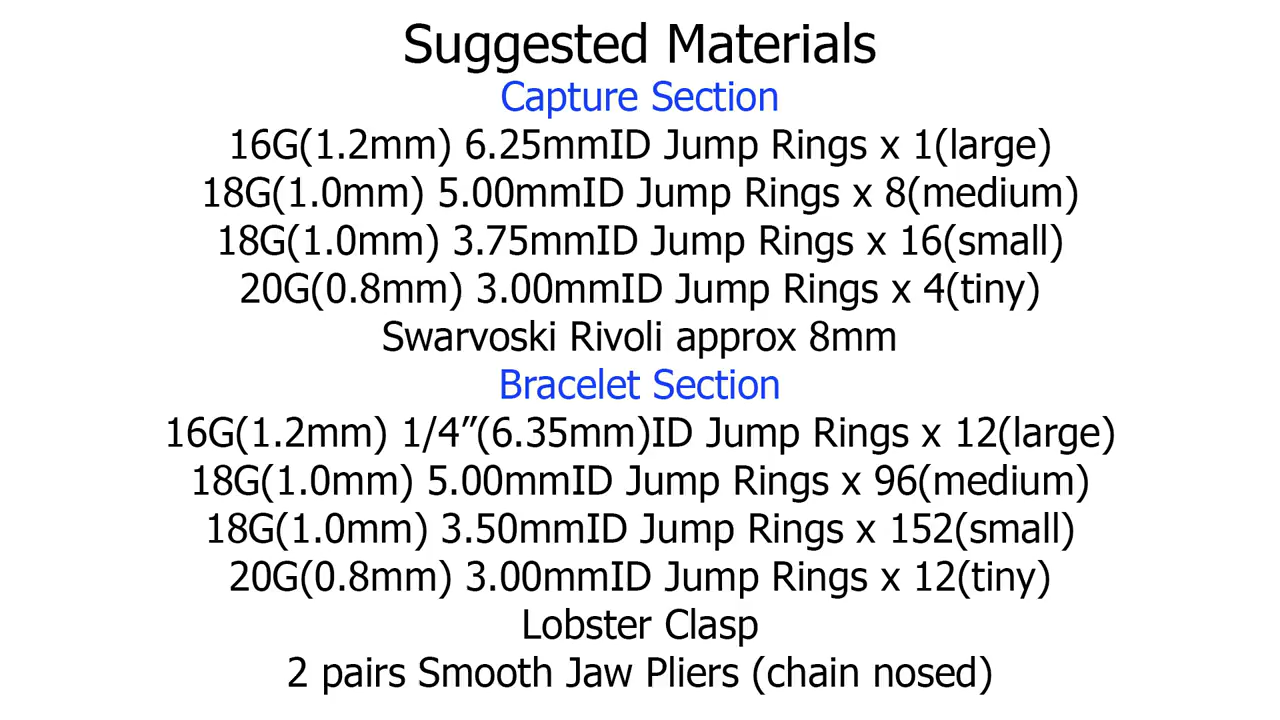 Suggested Materials
Capture Section
16G(1.2mm) 6.25mmID Jump Rings x 1(large)
18G(1.0mm) 5.00mmID Jump Rings x 8(medium)
18G(1.0mm) 3.75mmID Jump Rings x 16(small)
20G(0.8mm) 3.00mmID Jump Rings x 4(tiny)
Swarvoski Rivoli approx 8mm
Bracelet Section
16G(1.2mm) 1/4”(6.35mm)ID Jump Rings x 12(large)
18G(1.0mm) 5.00mmID Jump Rings x 96(medium)
18G(1.0mm) 3.50mmID Jump Rings x 152(small)
20G(0.8mm) 3.00mmID Jump Rings x 12(tiny)
Lobster Clasp
2 pairs Smooth Jaw Pliers (chain nosed)